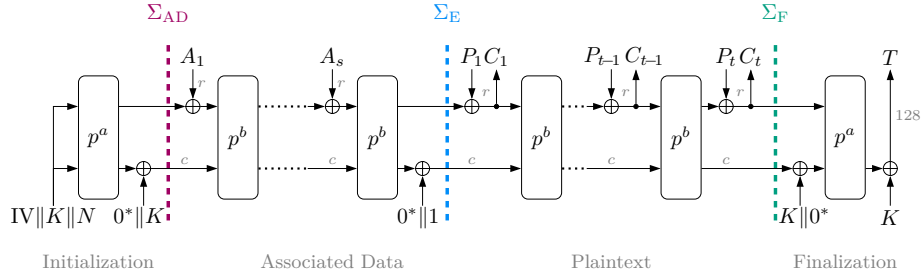 Σ_AD Σ_E Σ_F
A_1 A_s P_1 C_1 P_{t−1} C_{t−1} P_t C_t T
r r r r r
p^a p^b p^b p^b p^b p^a 128
c c c c c
IV∥K∥N 0*∥K 0*∥1 K∥0* K
Initialization Associated Data Plaintext Finalization